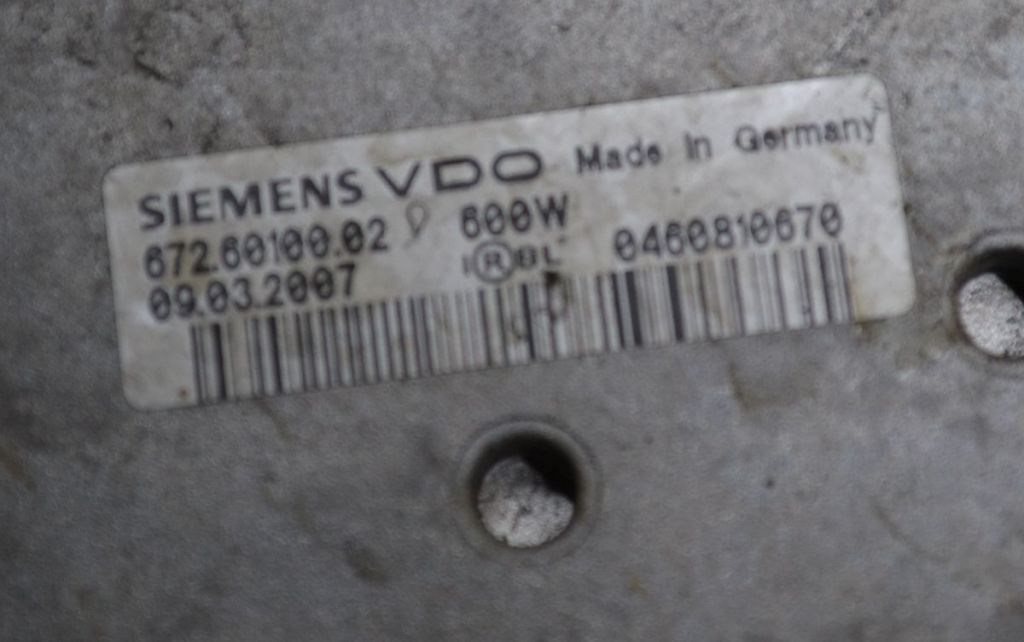 SIEMENS VDO Made In Germany
672.60100.02 600W
09.03.2007 0460810670